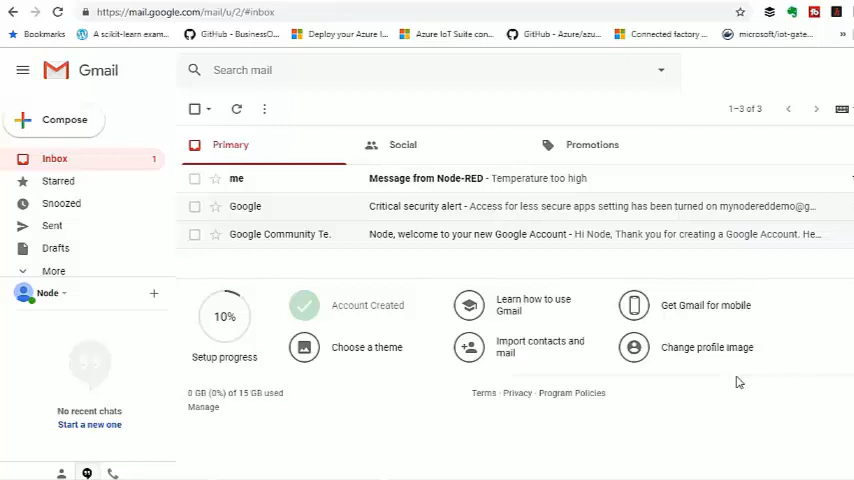 https://mail.google.com/mail/u/2/#inbox
Bookmarks A scikit-learn exam... GitHub - BusinessO... Deploy your Azure I... Azure IoT Suite con... GitHub - Azure/azu... Connected factory ... microsoft/iot-gate... »
Gmail Search mail
Compose 1–3 of 3
Primary Social Promotions
Inbox 1
Starred
Snoozed
Sent
Drafts
More
me Message from Node-RED - Temperature too high
Google Critical security alert - Access for less secure apps setting has been turned on mynodereddemo@g...
Google Community Te. Node, welcome to your new Google Account - Hi Node, Thank you for creating a Google Account. He...
Node
10%
Setup progress
Account Created
Learn how to use Gmail
Get Gmail for mobile
Choose a theme
Import contacts and mail
Change profile image
0 GB (0%) of 15 GB used
Manage
Terms - Privacy - Program Policies
No recent chats
Start a new one